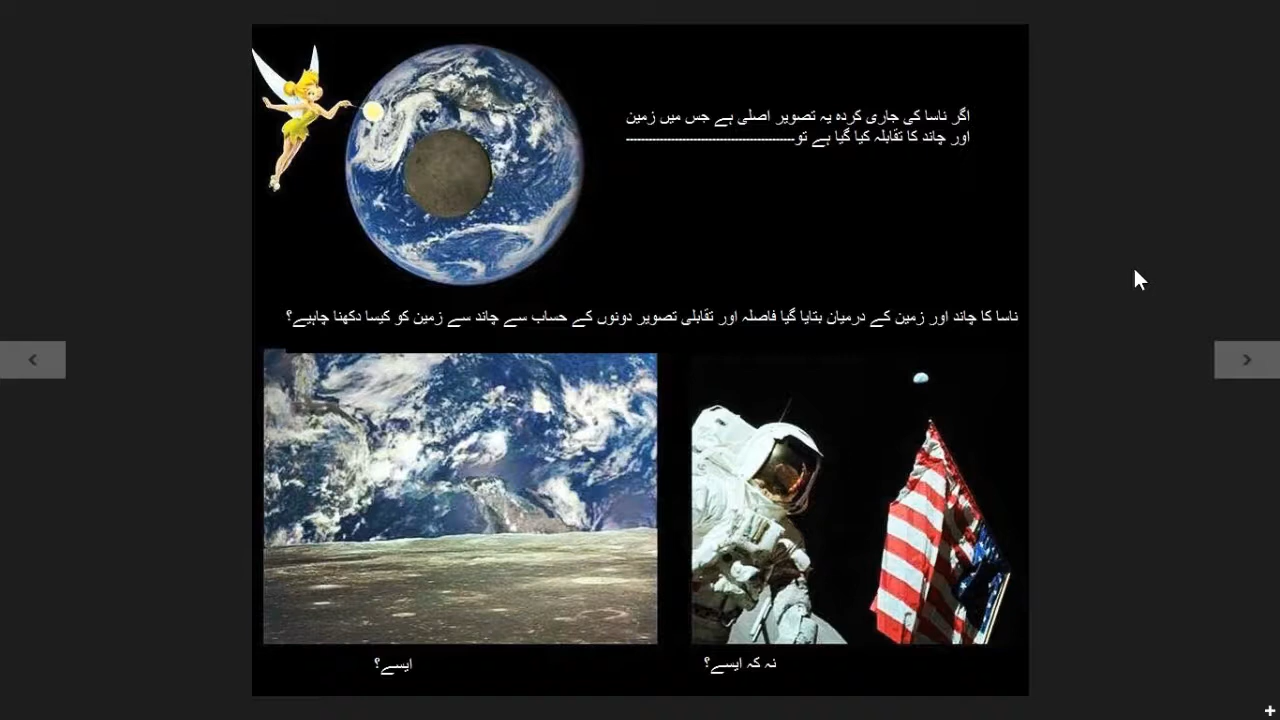 اگر ناسا کی جاری کردہ یہ تصویر اصلی ہے جس میں زمین
اور چاند کا تقابلہ کیا گیا ہے تو------------------------------------------
ناسا کا چاند اور زمین کے درمیان بتایا گیا فاصلہ اور تقابلی تصویر دونوں کے حساب سے چاند سے زمین کو کیسا دکھنا چاہیے؟
ایسے؟
نہ کہ ایسے؟